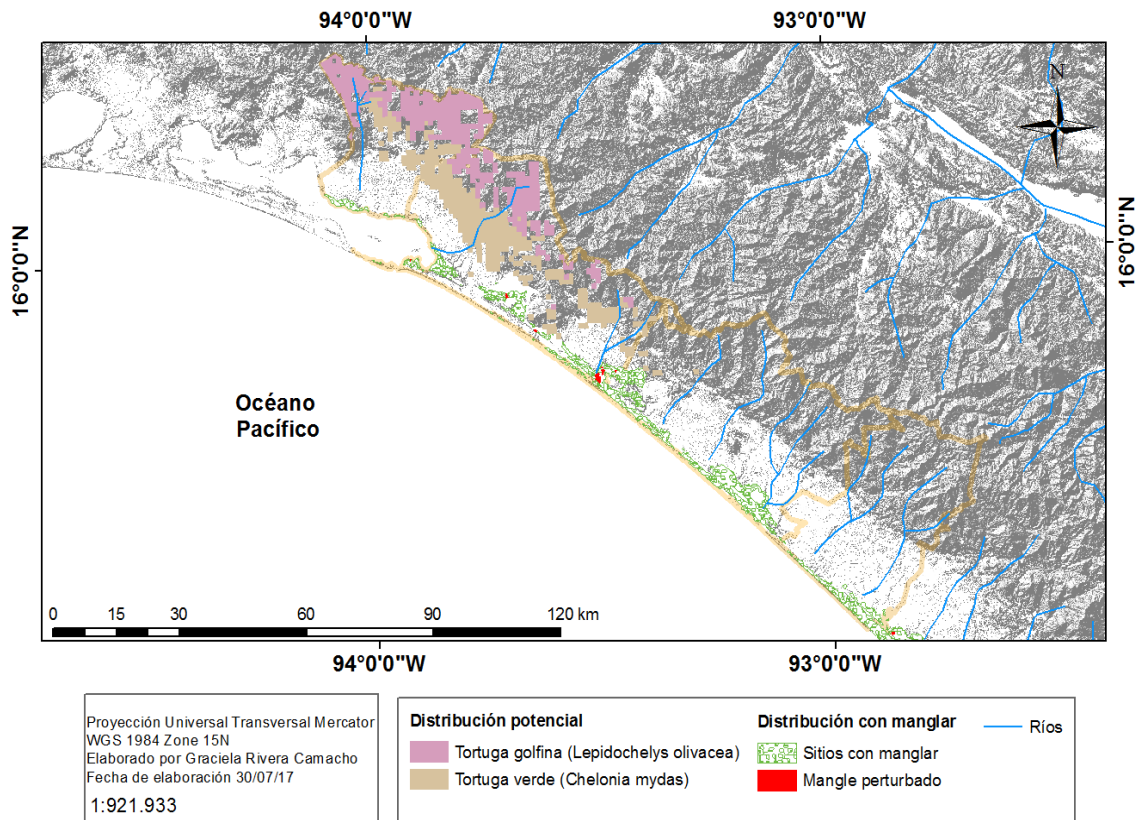 94°0'0"W
93°0'0"W
N
16°0'0"N
16°0'0"N
Océano
Pacífico
0 15 30 60 90 120 km
94°0'0"W
93°0'0"W
Proyección Universal Transversal Mercator
WGS 1984 Zone 15N
Elaborado por Graciela Rivera Camacho
Fecha de elaboración 30/07/17
1:921.933
Distribución potencial
Tortuga golfina (Lepidochelys olivacea)
Tortuga verde (Chelonia mydas)
Distribución con manglar
Sitios con manglar
Mangle perturbado
Ríos